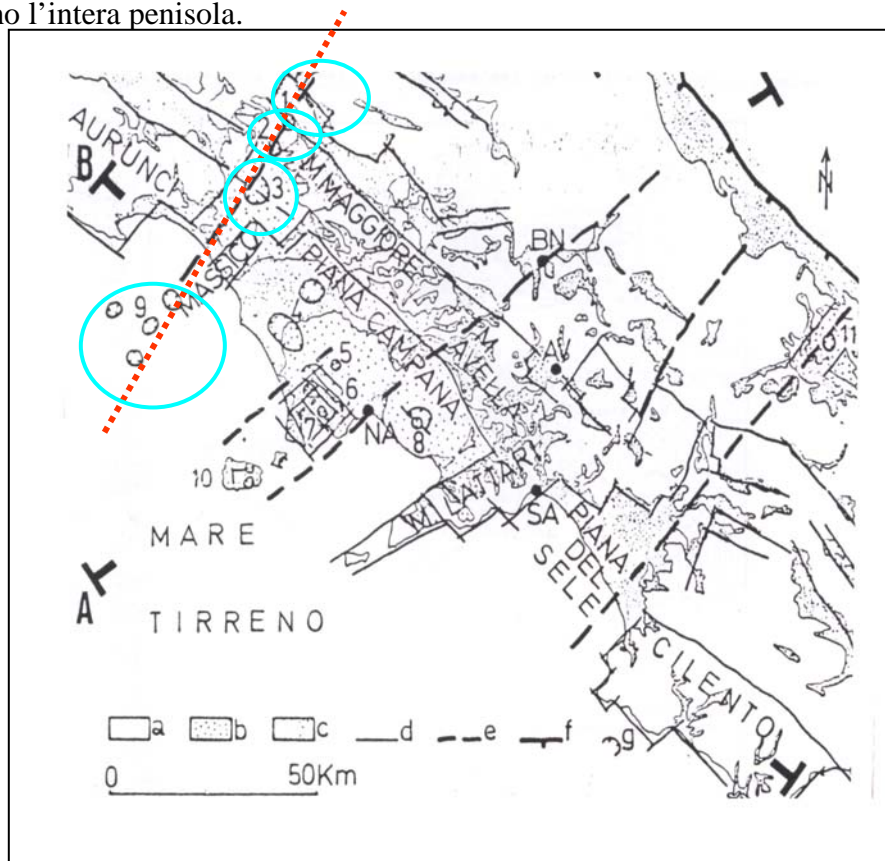 no l’intera penisola.
1
2
AURUNCI
B
3
M.MAGGIORE
N
BN
MASSICO
9
PIANA CAMPANA
4
M. AVELLA
AV
11
5
6
7
NA
8
10
M. LATTARI
SA
PIANA DEL SELE
MARE
TIRRENO
A
CILENTO
a b c d e f g
0 50Km